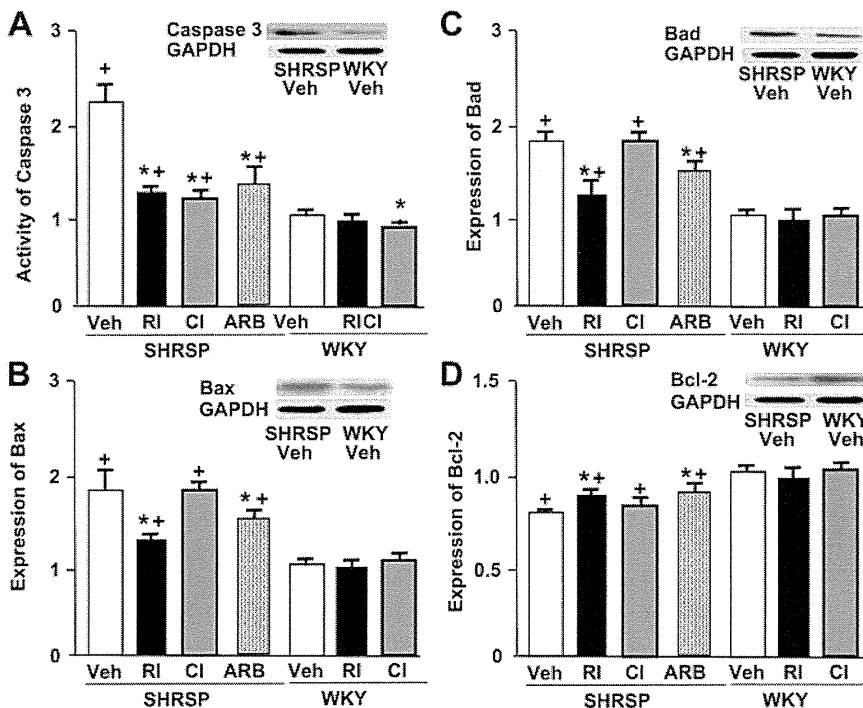 A
Caspase 3
GAPDH
SHRSP WKY
Veh Veh
Activity of Caspase 3
3
2
1
0
+
*+
*+
*+
*
Veh RI CI ARB Veh RICI
SHRSP WKY
B
Bax
GAPDH
SHRSP WKY
Veh Veh
Expression of Bax
3
2
1
0
+
*+
+
*+
Veh RI CI ARB Veh RI CI
SHRSP WKY
C
Bad
GAPDH
SHRSP WKY
Veh Veh
Expression of Bad
3
2
1
0
+
*+
+
*+
Veh RI CI ARB Veh RI CI
SHRSP WKY
D
Bcl-2
GAPDH
SHRSP WKY
Veh Veh
Expression of Bcl-2
1.5
1.0
0.5
0
+
*+
+
*+
Veh RI CI ARB Veh RI CI
SHRSP WKY